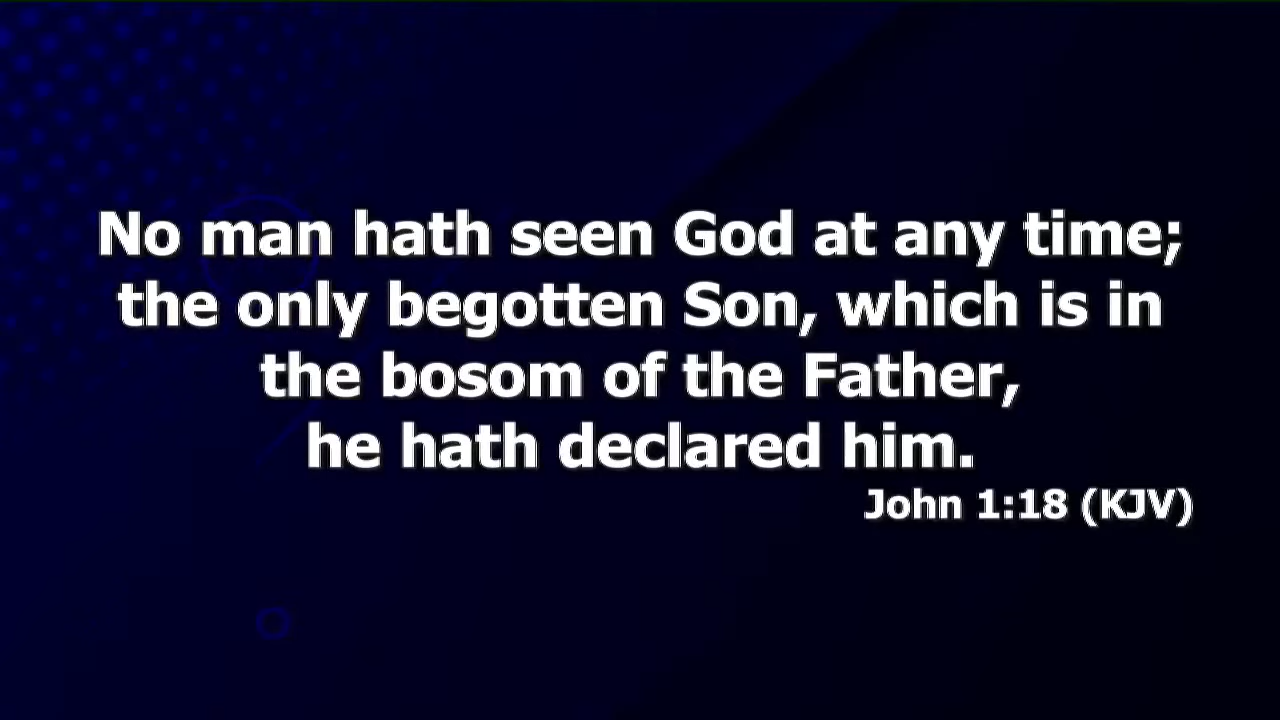 No man hath seen God at any time;
the only begotten Son, which is in
the bosom of the Father,
he hath declared him.
John 1:18 (KJV)